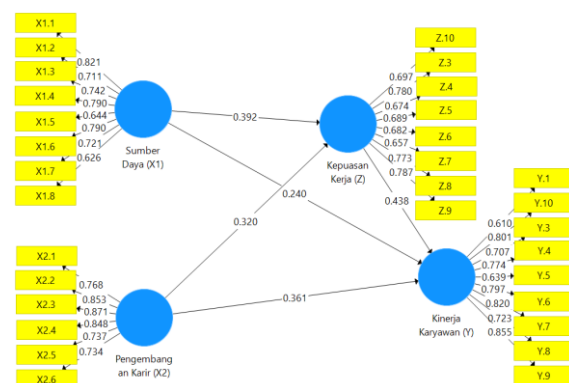 X1.1
X1.2
X1.3
X1.4
X1.5
X1.6
X1.7
X1.8
0.821
0.711
0.742
0.790
0.644
0.790
0.721
0.626
Sumber
Daya (X1)
0.392
0.240
0.320
0.361
0.438
X2.1
X2.2
X2.3
X2.4
X2.5
X2.6
0.768
0.853
0.871
0.848
0.737
0.734
Pengembang
an Karir (X2)
Kepuasan
Kerja (Z)
0.697
0.780
0.674
0.689
0.682
0.657
0.773
0.787
Z.10
Z.3
Z.4
Z.5
Z.6
Z.7
Z.8
Z.9
Kinerja
Karyawan (Y)
0.610
0.801
0.707
0.774
0.639
0.797
0.820
0.723
0.855
Y.1
Y.10
Y.3
Y.4
Y.5
Y.6
Y.7
Y.8
Y.9